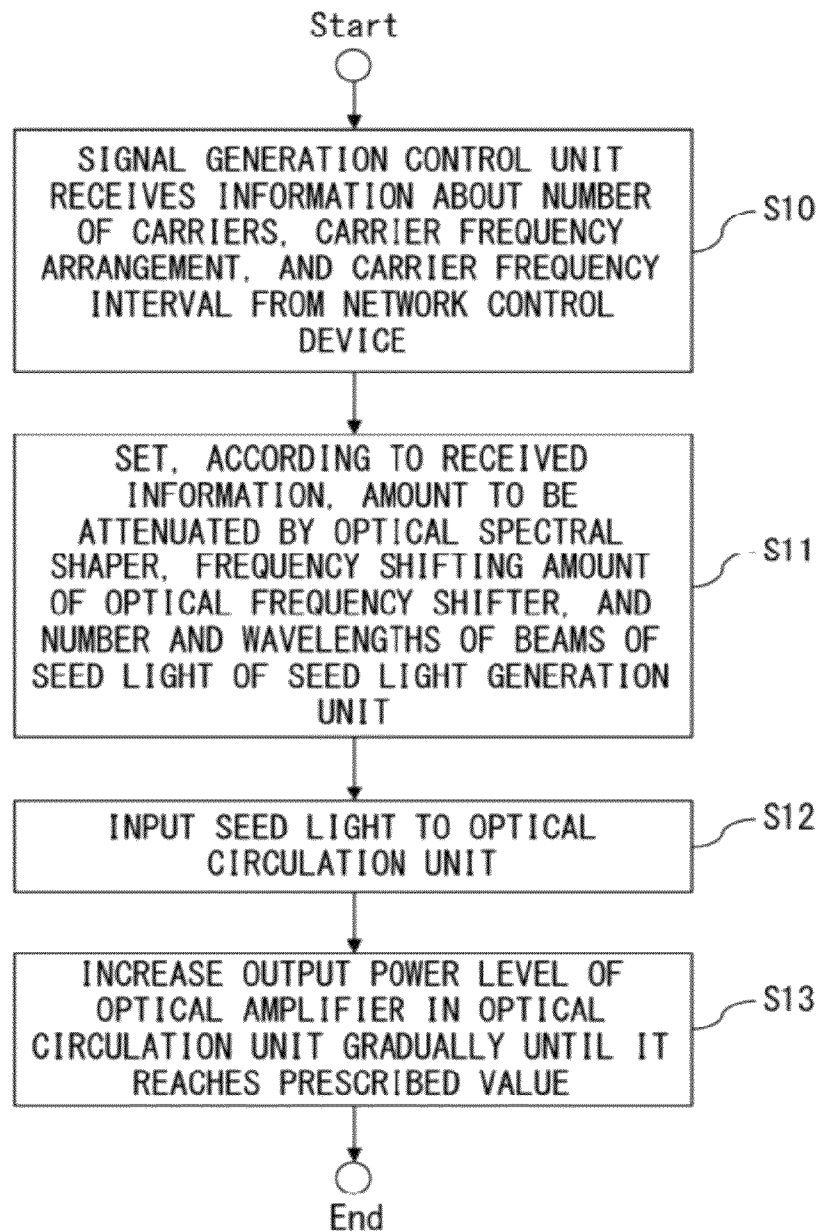 Start
SIGNAL GENERATION CONTROL UNIT
RECEIVES INFORMATION ABOUT NUMBER
OF CARRIERS, CARRIER FREQUENCY
ARRANGEMENT, AND CARRIER FREQUENCY
INTERVAL FROM NETWORK CONTROL
DEVICE
S10
SET, ACCORDING TO RECEIVED
INFORMATION, AMOUNT TO BE
ATTENUATED BY OPTICAL SPECTRAL
SHAPER, FREQUENCY SHIFTING AMOUNT
OF OPTICAL FREQUENCY SHIFTER, AND
NUMBER AND WAVELENGTHS OF BEAMS OF
SEED LIGHT OF SEED LIGHT GENERATION
UNIT
S11
INPUT SEED LIGHT TO OPTICAL
CIRCULATION UNIT
S12
INCREASE OUTPUT POWER LEVEL OF
OPTICAL AMPLIFIER IN OPTICAL
CIRCULATION UNIT GRADUALLY UNTIL IT
REACHES PRESCRIBED VALUE
S13
End